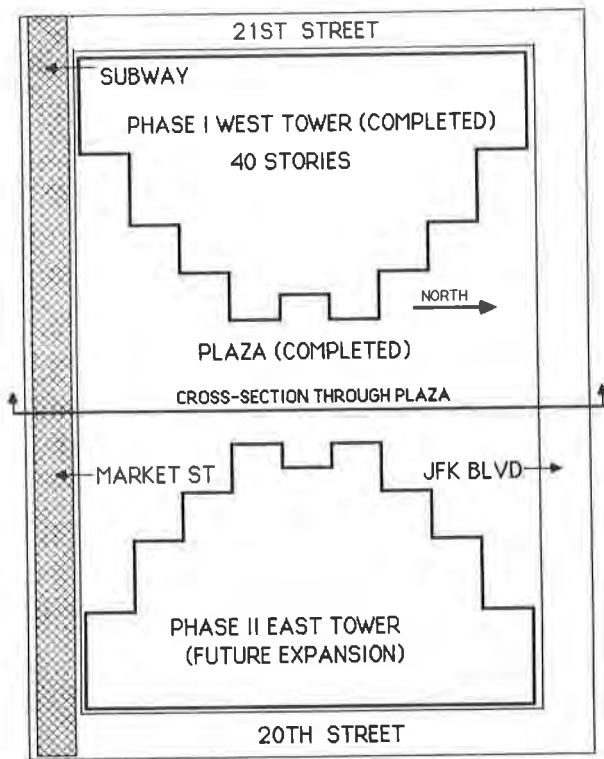 21ST STREET
SUBWAY
PHASE I WEST TOWER (COMPLETED)
40 STORIES
NORTH
PLAZA (COMPLETED)
CROSS-SECTION THROUGH PLAZA
MARKET ST
JFK BLVD
PHASE II EAST TOWER
(FUTURE EXPANSION)
20TH STREET